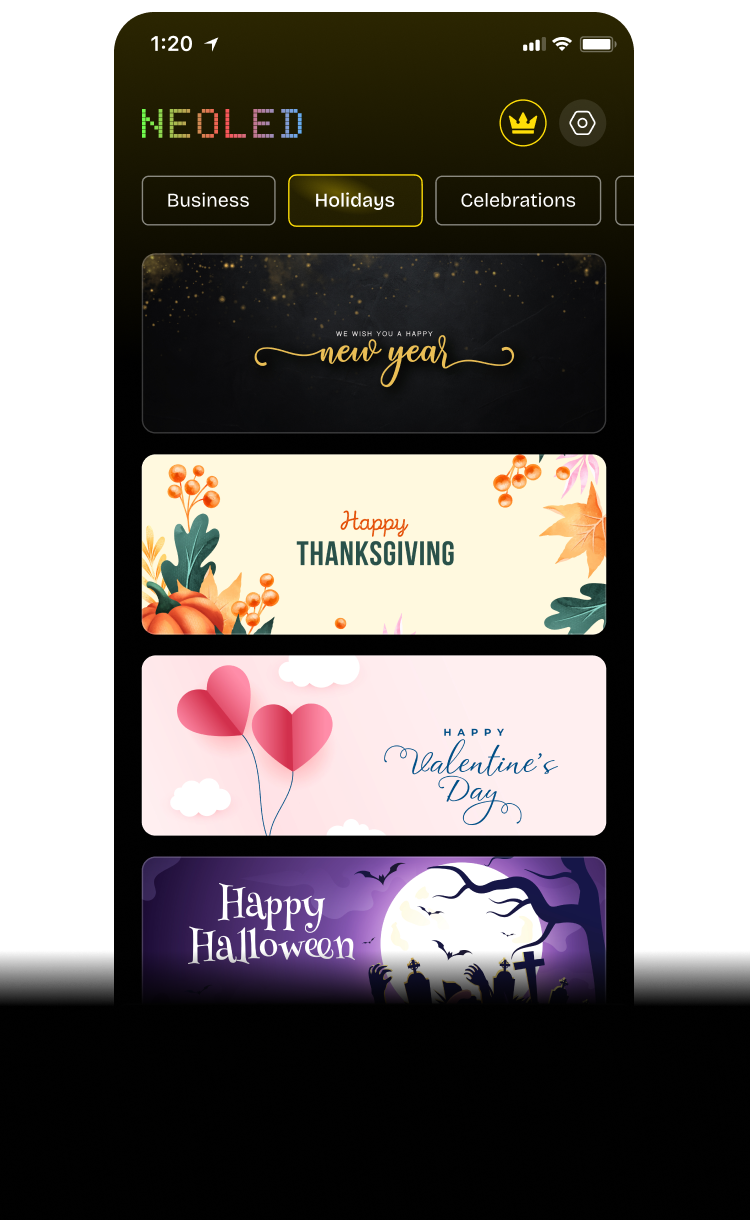 1:20
NEOLED
Business Holidays Celebrations
WE WISH YOU A HAPPY
new year
Happy
THANKSGIVING
HAPPY
Valentine's
Day
Happy
Halloween